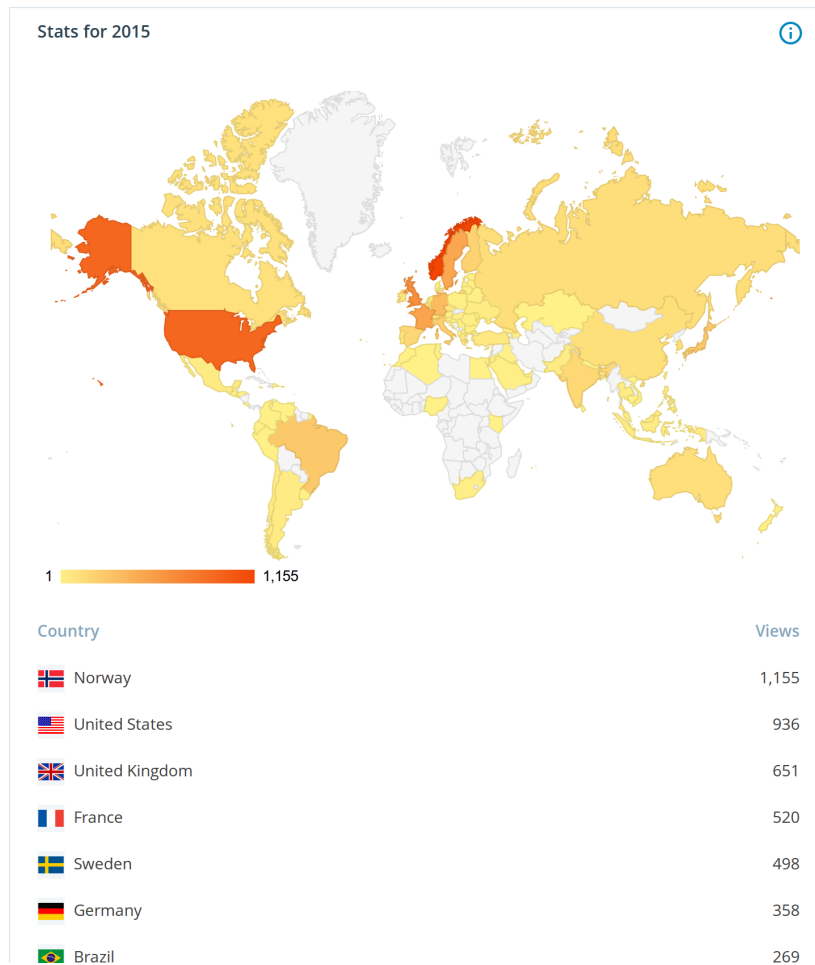 Stats for 2015
1 1,155
Country Views
Norway 1,155
United States 936
United Kingdom 651
France 520
Sweden 498
Germany 358
Brazil 269